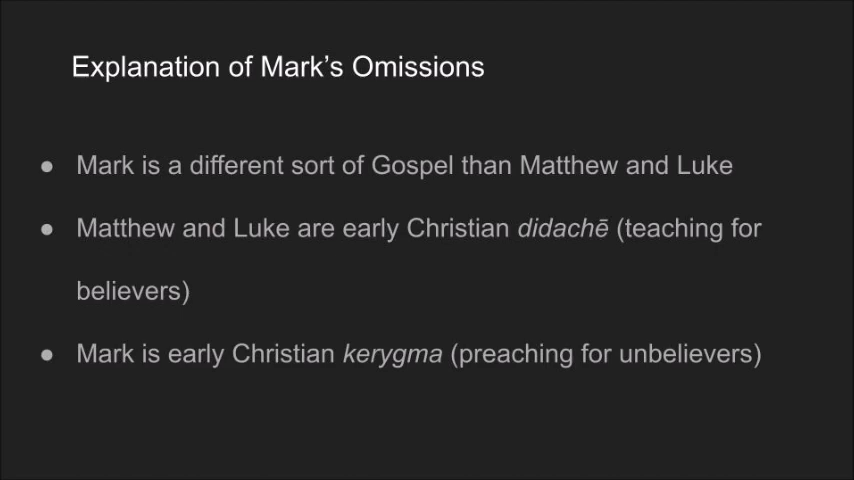 Explanation of Mark’s Omissions
● Mark is a different sort of Gospel than Matthew and Luke
● Matthew and Luke are early Christian didachē (teaching for
believers)
● Mark is early Christian kerygma (preaching for unbelievers)